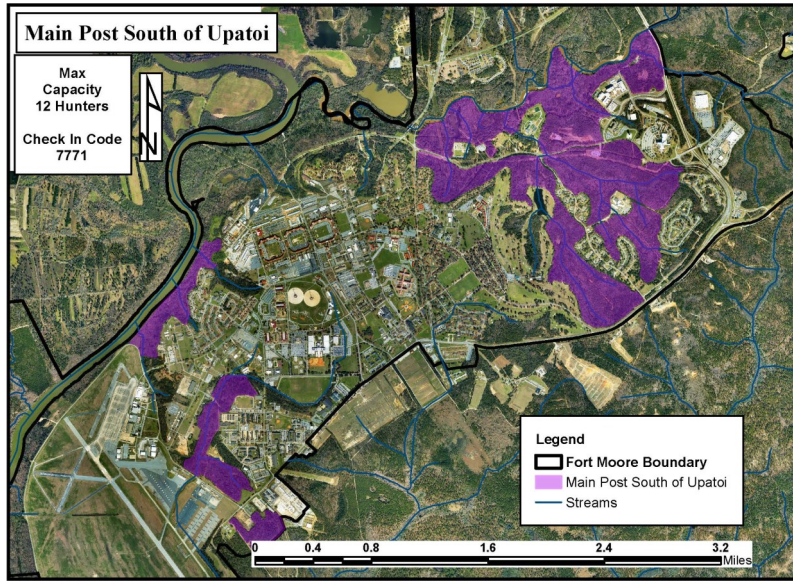 Main Post South of Upatoi
Max
Capacity
12 Hunters
Check In Code
7771
N
Legend
Fort Moore Boundary
Main Post South of Upatoi
Streams
0 0.4 0.8 1.6 2.4 3.2
Miles